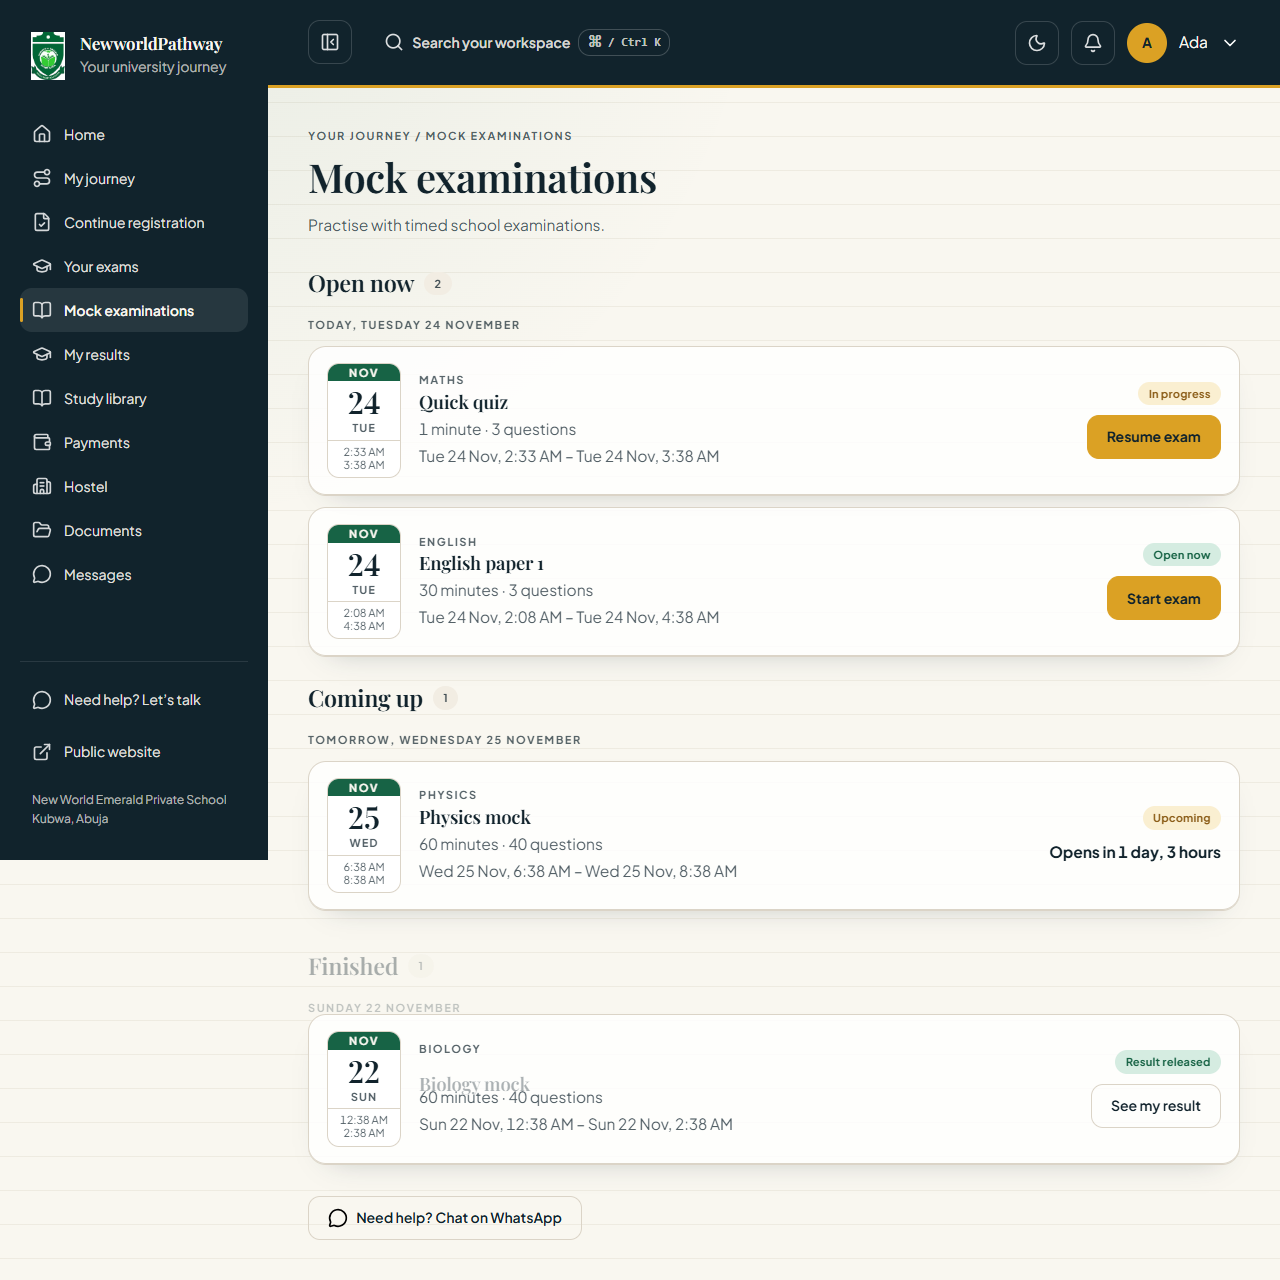 NewworldPathway
Your university journey
Search your workspace
⌘ / Ctrl K
A
Ada
Home
My journey
Continue registration
Your exams
Mock examinations
My results
Study library
Payments
Hostel
Documents
Messages
Need help? Let's talk
Public website
New World Emerald Private School
Kubwa, Abuja
YOUR JOURNEY / MOCK EXAMINATIONS
Mock examinations
Practise with timed school examinations.
Open now 2
TODAY, TUESDAY 24 NOVEMBER
NOV
24
TUE
2:33 AM
3:38 AM
MATHS
Quick quiz
1 minute · 3 questions
Tue 24 Nov, 2:33 AM – Tue 24 Nov, 3:38 AM
In progress
Resume exam
NOV
24
TUE
2:08 AM
4:38 AM
ENGLISH
English paper 1
30 minutes · 3 questions
Tue 24 Nov, 2:08 AM – Tue 24 Nov, 4:38 AM
Open now
Start exam
Coming up 1
TOMORROW, WEDNESDAY 25 NOVEMBER
NOV
25
WED
6:38 AM
8:38 AM
PHYSICS
Physics mock
60 minutes · 40 questions
Wed 25 Nov, 6:38 AM – Wed 25 Nov, 8:38 AM
Upcoming
Opens in 1 day, 3 hours
Finished 1
SUNDAY 22 NOVEMBER
NOV
22
SUN
12:38 AM
2:38 AM
BIOLOGY
Biology mock
60 minutes · 40 questions
Sun 22 Nov, 12:38 AM – Sun 22 Nov, 2:38 AM
Result released
See my result
Need help? Chat on WhatsApp